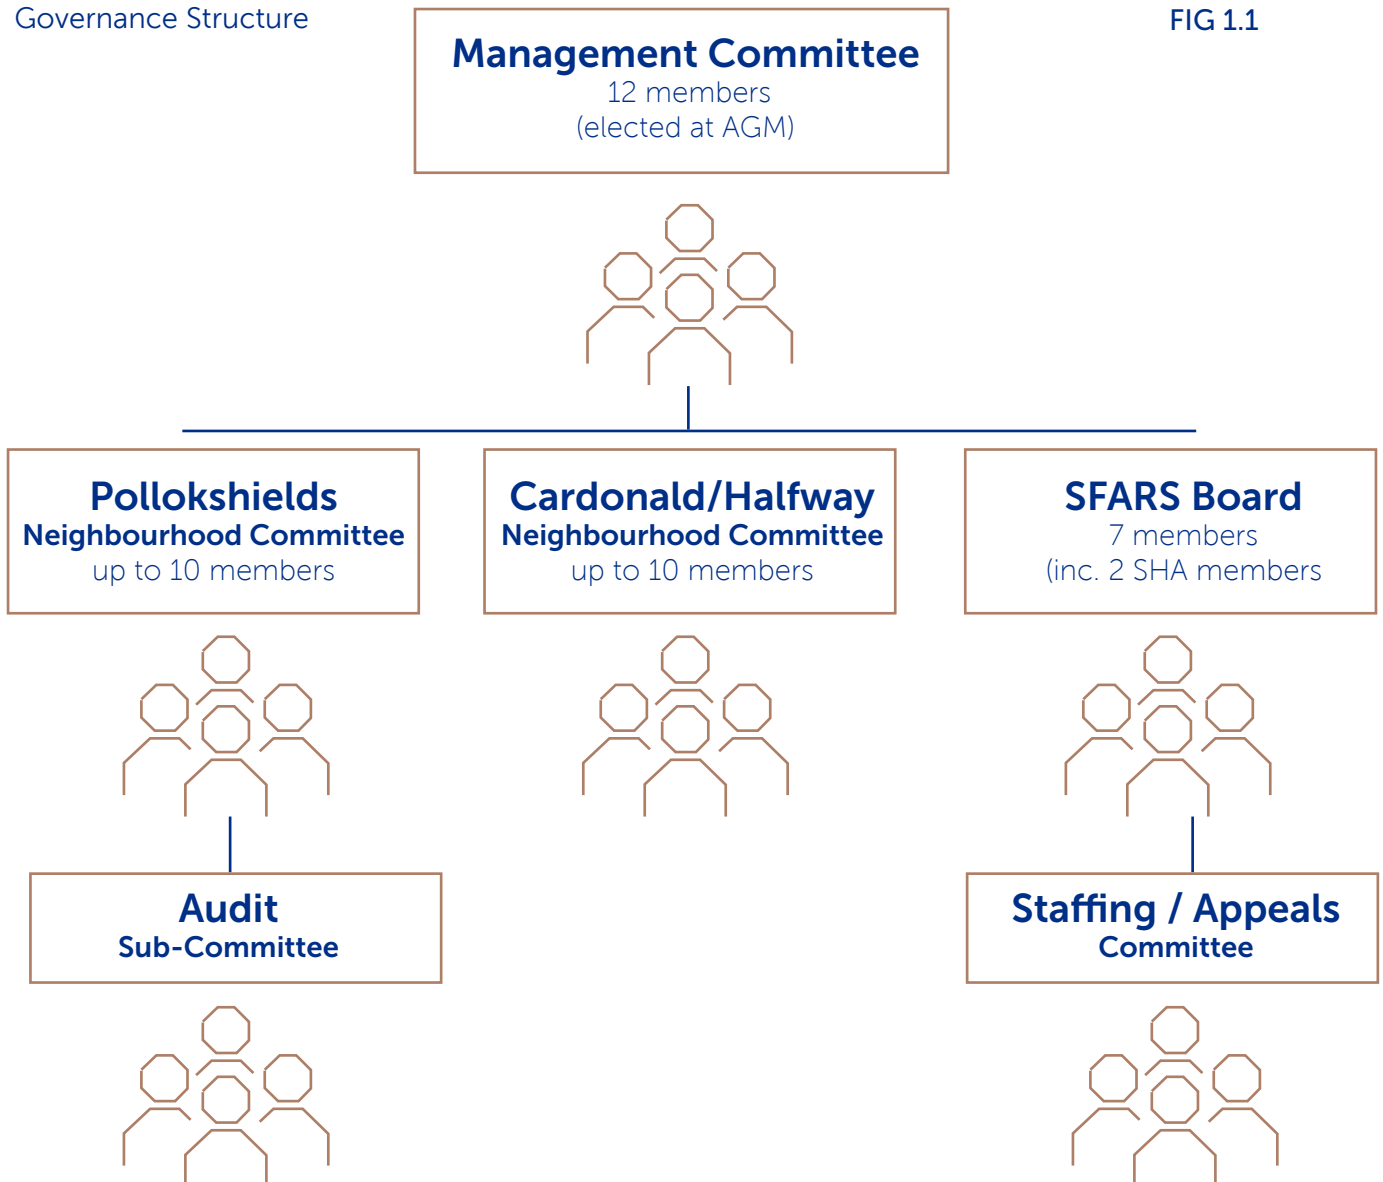 Governance Structure
FIG 1.1
Management Committee
12 members
(elected at AGM)
Pollokshields
Neighbourhood Committee
up to 10 members
Cardonald/Halfway
Neighbourhood Committee
up to 10 members
SFARS Board
7 members
(inc. 2 SHA members
Audit
Sub-Committee
Staffing / Appeals
Committee